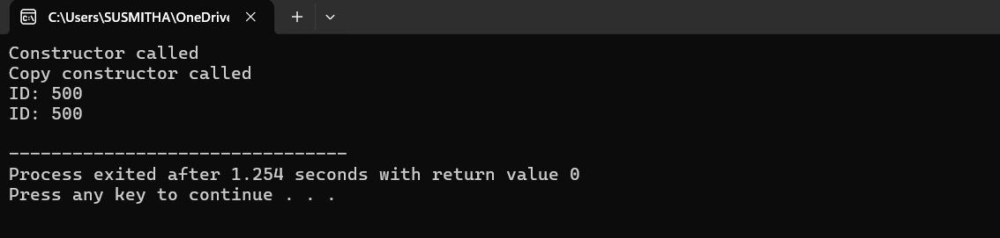 C:\Users\SUSMITHA\OneDrive
Constructor called
Copy constructor called
ID: 500
ID: 500
--------------------------------
Process exited after 1.254 seconds with return value 0
Press any key to continue . . .